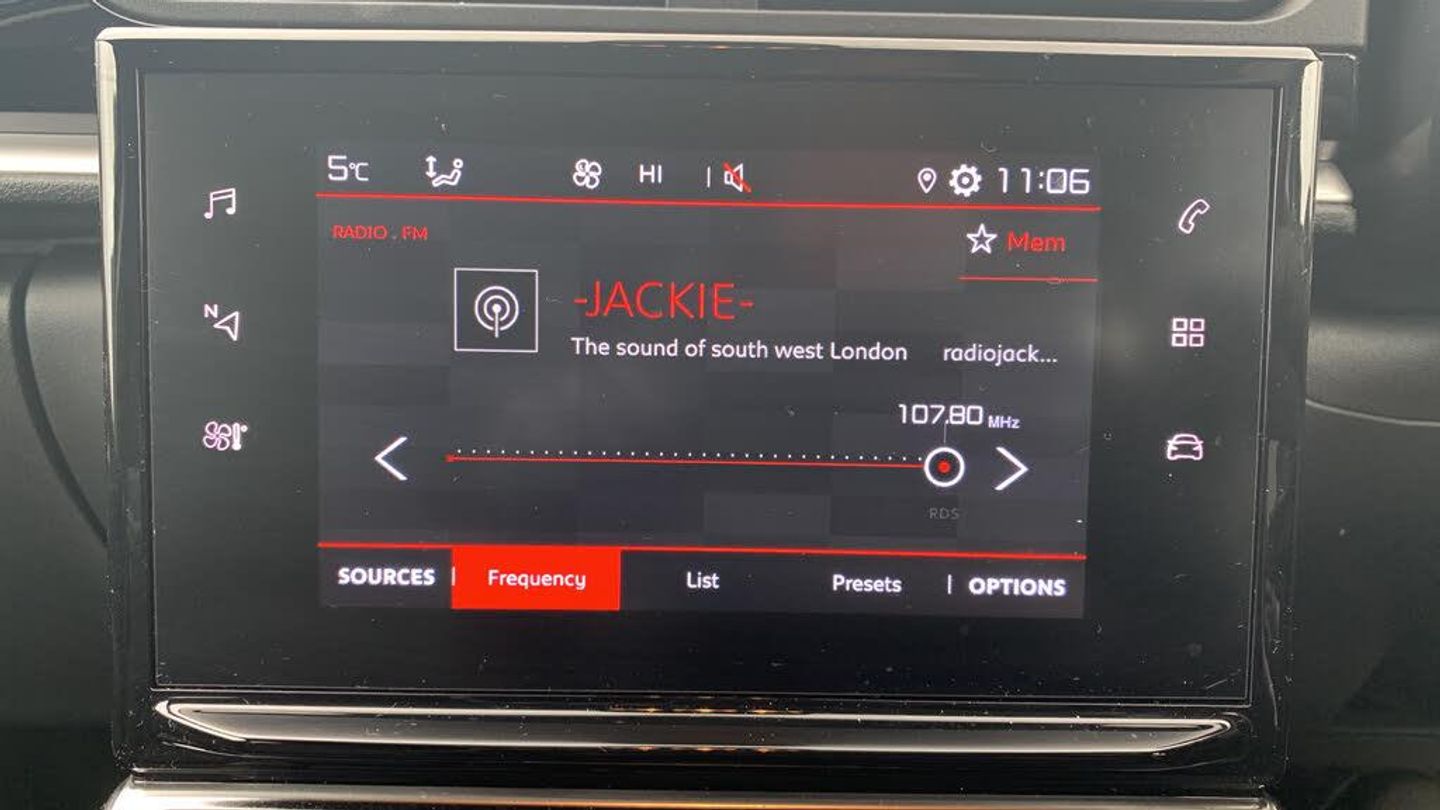 5°C HI 11:06
RADIO . FM
Mem
-JACKIE-
The sound of south west London radiojack...
N
107.80 MHz
RDS
SOURCES Frequency List Presets OPTIONS